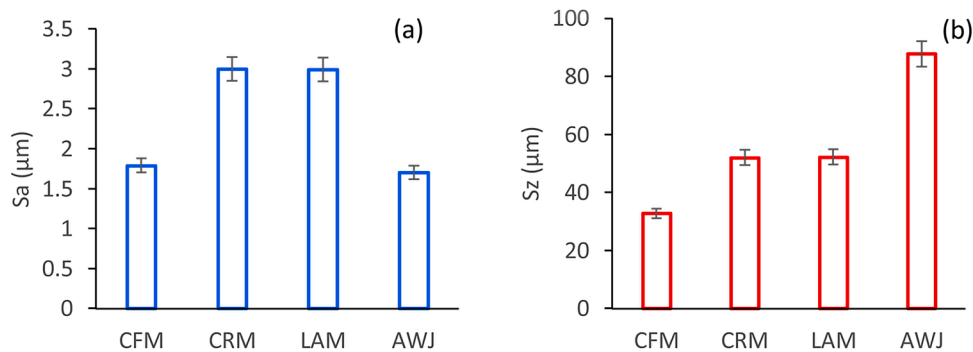 (a)
Sa (µm)
3.5
3
2.5
2
1.5
1
0.5
0
CFM CRM LAM AWJ
(b)
Sz (µm)
100
80
60
40
20
0
CFM CRM LAM AWJ